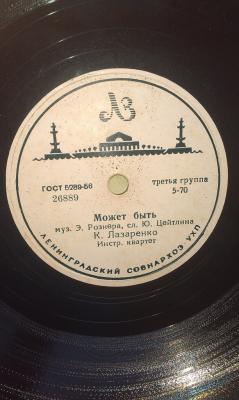 ЛЗ
ГОСТ 5289-56
26889
третья группа
5-70
Может быть
муз. Э. Рознера, сл. Ю. Цейтлина
К. Лазаренко
Инстр. квартет
ЛЕНИНГРАДСКИЙ СОВНАРХОЗ УХП